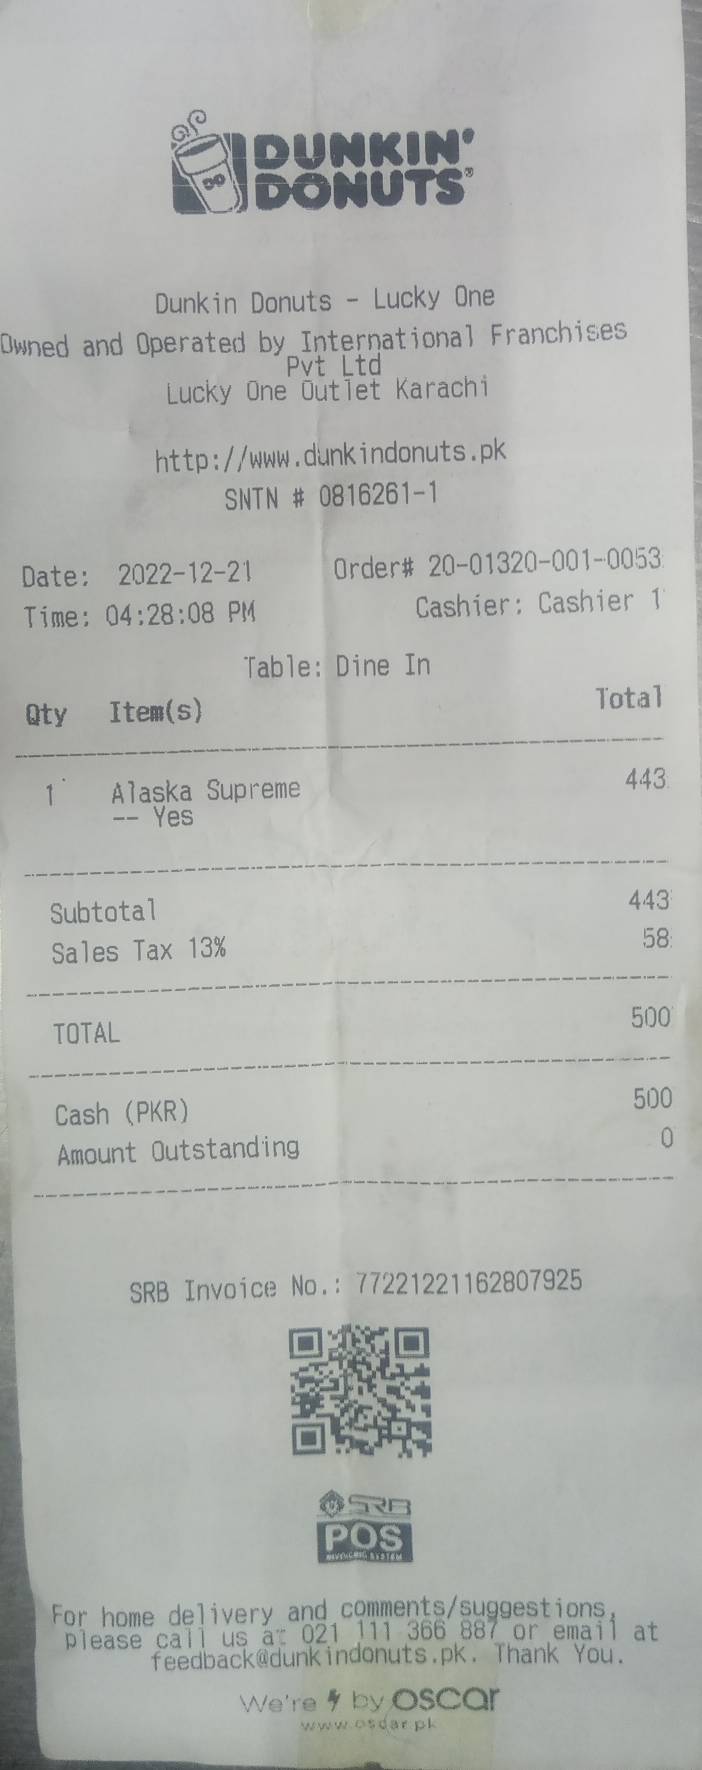 DUNKIN'
DONUTS®
Dunkin Donuts - Lucky One
Owned and Operated by International Franchises
Pvt Ltd
Lucky One Outlet Karachi
http://www.dunkindonuts.pk
SNTN # 0816261-1
Date: 2022-12-21 Order# 20-01320-001-0053
Time: 04:28:08 PM Cashier: Cashier 1
Table: Dine In
Qty Item(s) Total
1 Alaska Supreme 443
-- Yes
Subtotal 443
Sales Tax 13% 58
TOTAL 500
Cash (PKR) 500
Amount Outstanding 0
SRB Invoice No.: 77221221162807925
SRB
POS
INVOICING SYSTEM
For home delivery and comments/suggestions,
please call us at 021 111 366 887 or email at
feedback@dunkindonuts.pk. Thank You.
We're by oscar
www.oscar.pk